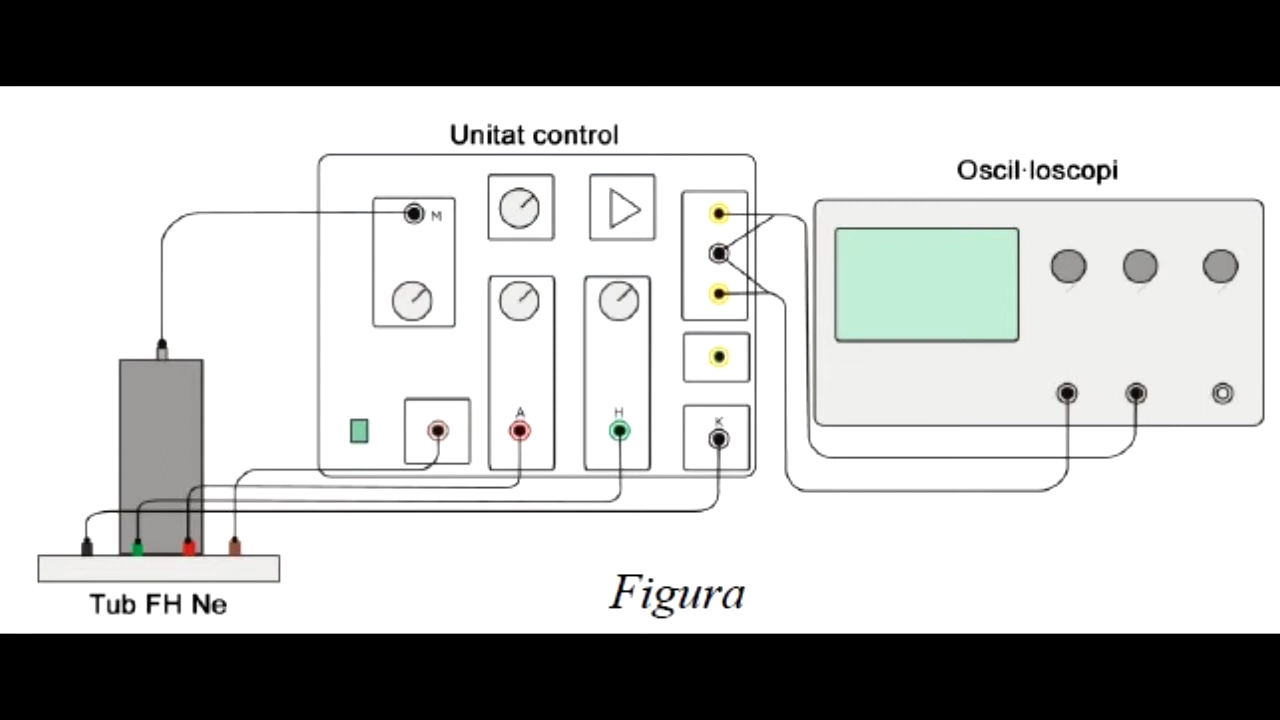 Unitat control
Oscil·loscopi
M
A
H
K
Tub FH Ne
Figura